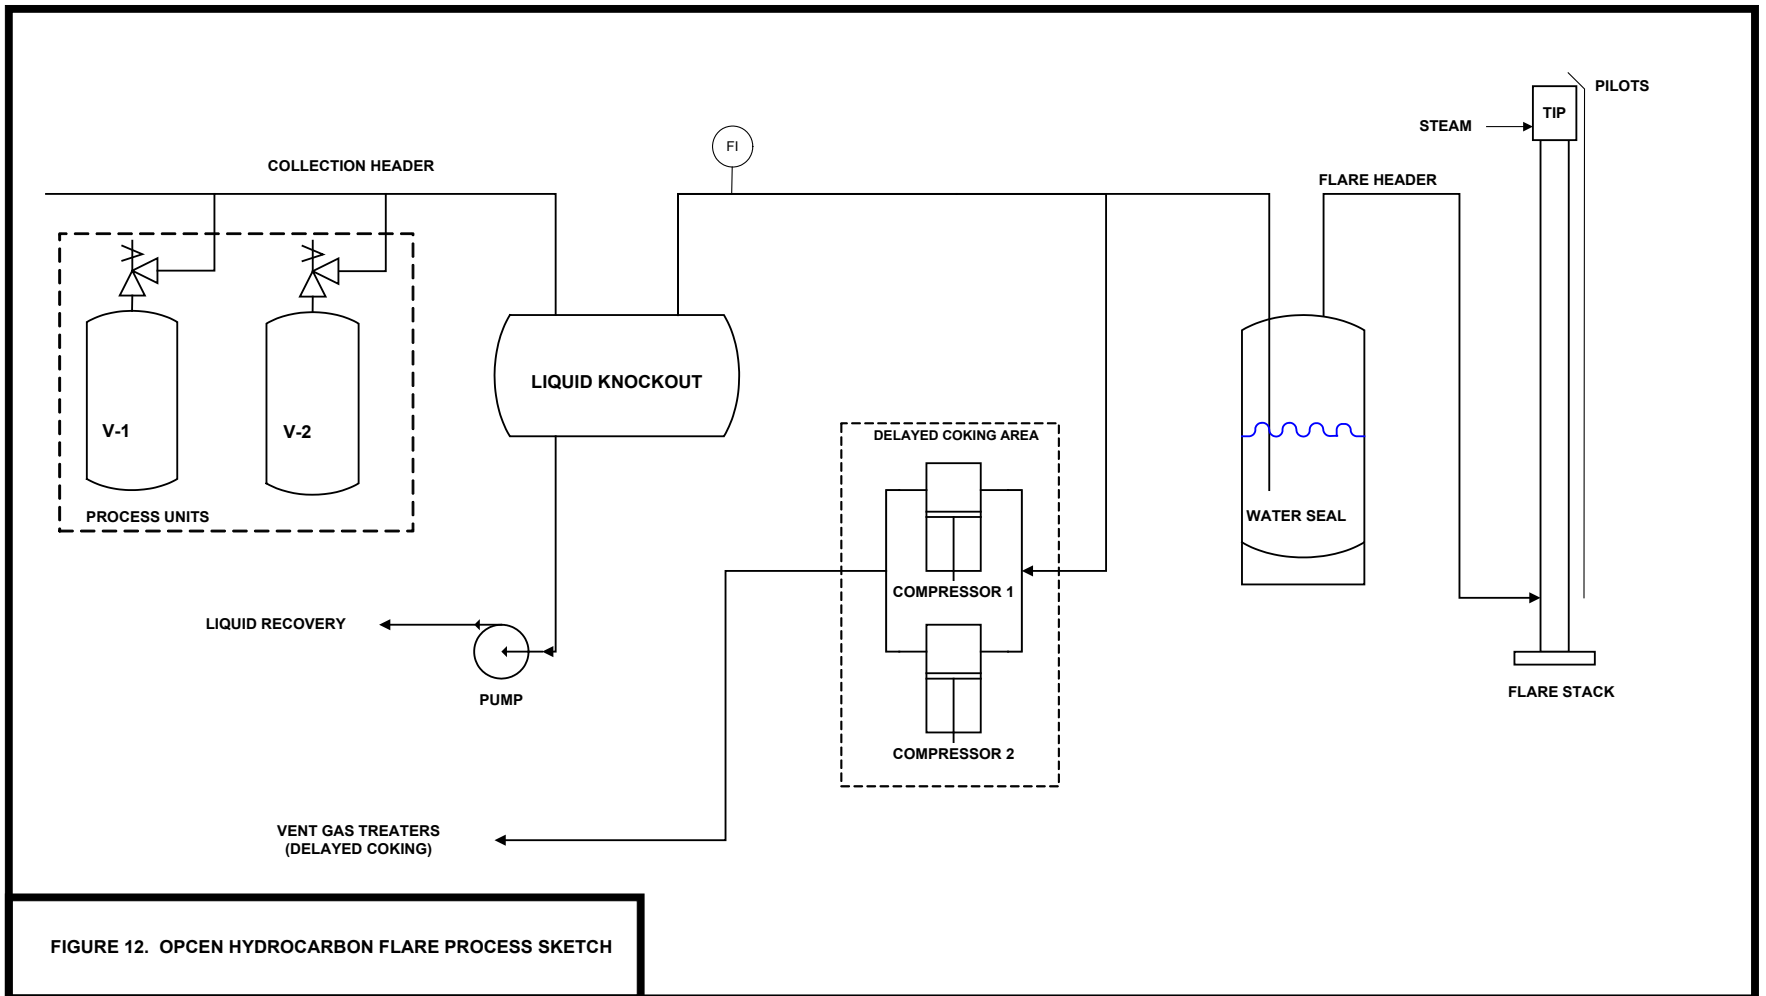 PILOTS
TIP
STEAM
FI
COLLECTION HEADER
FLARE HEADER
LIQUID KNOCKOUT
V-1
V-2
DELAYED COKING AREA
PROCESS UNITS
WATER SEAL
COMPRESSOR 1
LIQUID RECOVERY
PUMP
FLARE STACK
COMPRESSOR 2
VENT GAS TREATERS
(DELAYED COKING)
FIGURE 12.  OPCEN HYDROCARBON FLARE PROCESS SKETCH